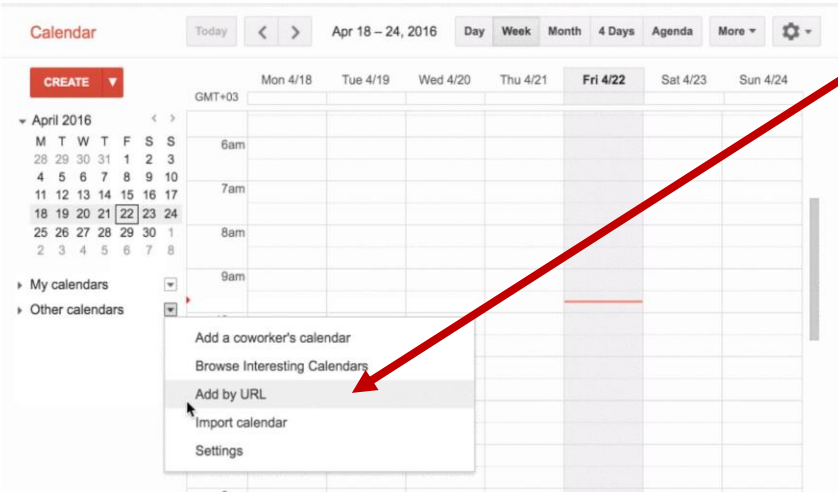 Calendar
Today
Apr 18 – 24, 2016
Day Week Month 4 Days Agenda
More
CREATE
Mon 4/18 Tue 4/19 Wed 4/20 Thu 4/21 Fri 4/22 Sat 4/23 Sun 4/24
GMT+03
April 2016
M T W T F S S
28 29 30 31 1 2 3
4 5 6 7 8 9 10
11 12 13 14 15 16 17
18 19 20 21 22 23 24
25 26 27 28 29 30 1
2 3 4 5 6 7 8
6am
7am
8am
9am
My calendars
Other calendars
Add a coworker's calendar
Browse Interesting Calendars
Add by URL
Import calendar
Settings